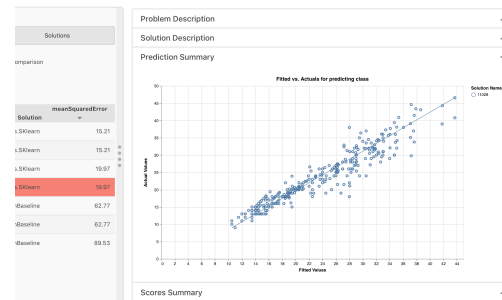 Solutions
omparison
meanSquaredError
Solution
s.SKlearn 15.21
s.SKlearn 15.21
s.SKlearn 19.97
s.SKlearn 19.97
\Baseline 62.77
\Baseline 62.77
\Baseline 89.53
Problem Description
Solution Description
Prediction Summary
Fitted vs. Actuals for predicting class
Solution Name
11028
Actual Values
50
45
40
35
30
25
20
15
10
5
0
0 2 4 6 8 10 12 14 16 18 20 22 24 26 28 30 32 34 36 38 40 42 44
Fitted Values
Scores Summary